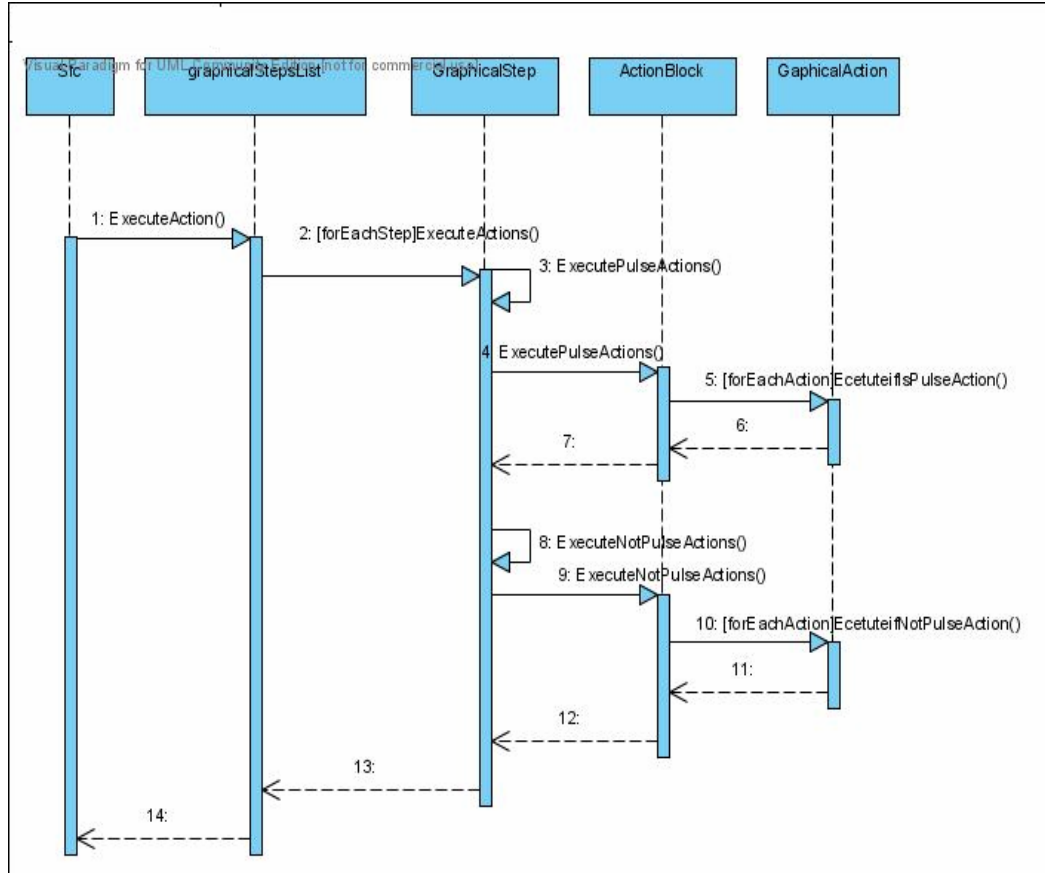 Visual Paradigm for UML Community Edition [not for commercial use]
Sfc
graphicalStepsList
GraphicalStep
ActionBlock
GaphicalAction
1: ExecuteAction()
2: [forEachStep]ExecuteActions()
3: ExecutePulseActions()
4: ExecutePulseActions()
5: [forEachAction]EcetuteifIsPulseAction()
6:
7:
8: ExecuteNotPulseActions()
9: ExecuteNotPulseActions()
10: [forEachAction]EcetuteifNotPulseAction()
11:
12:
13:
14: